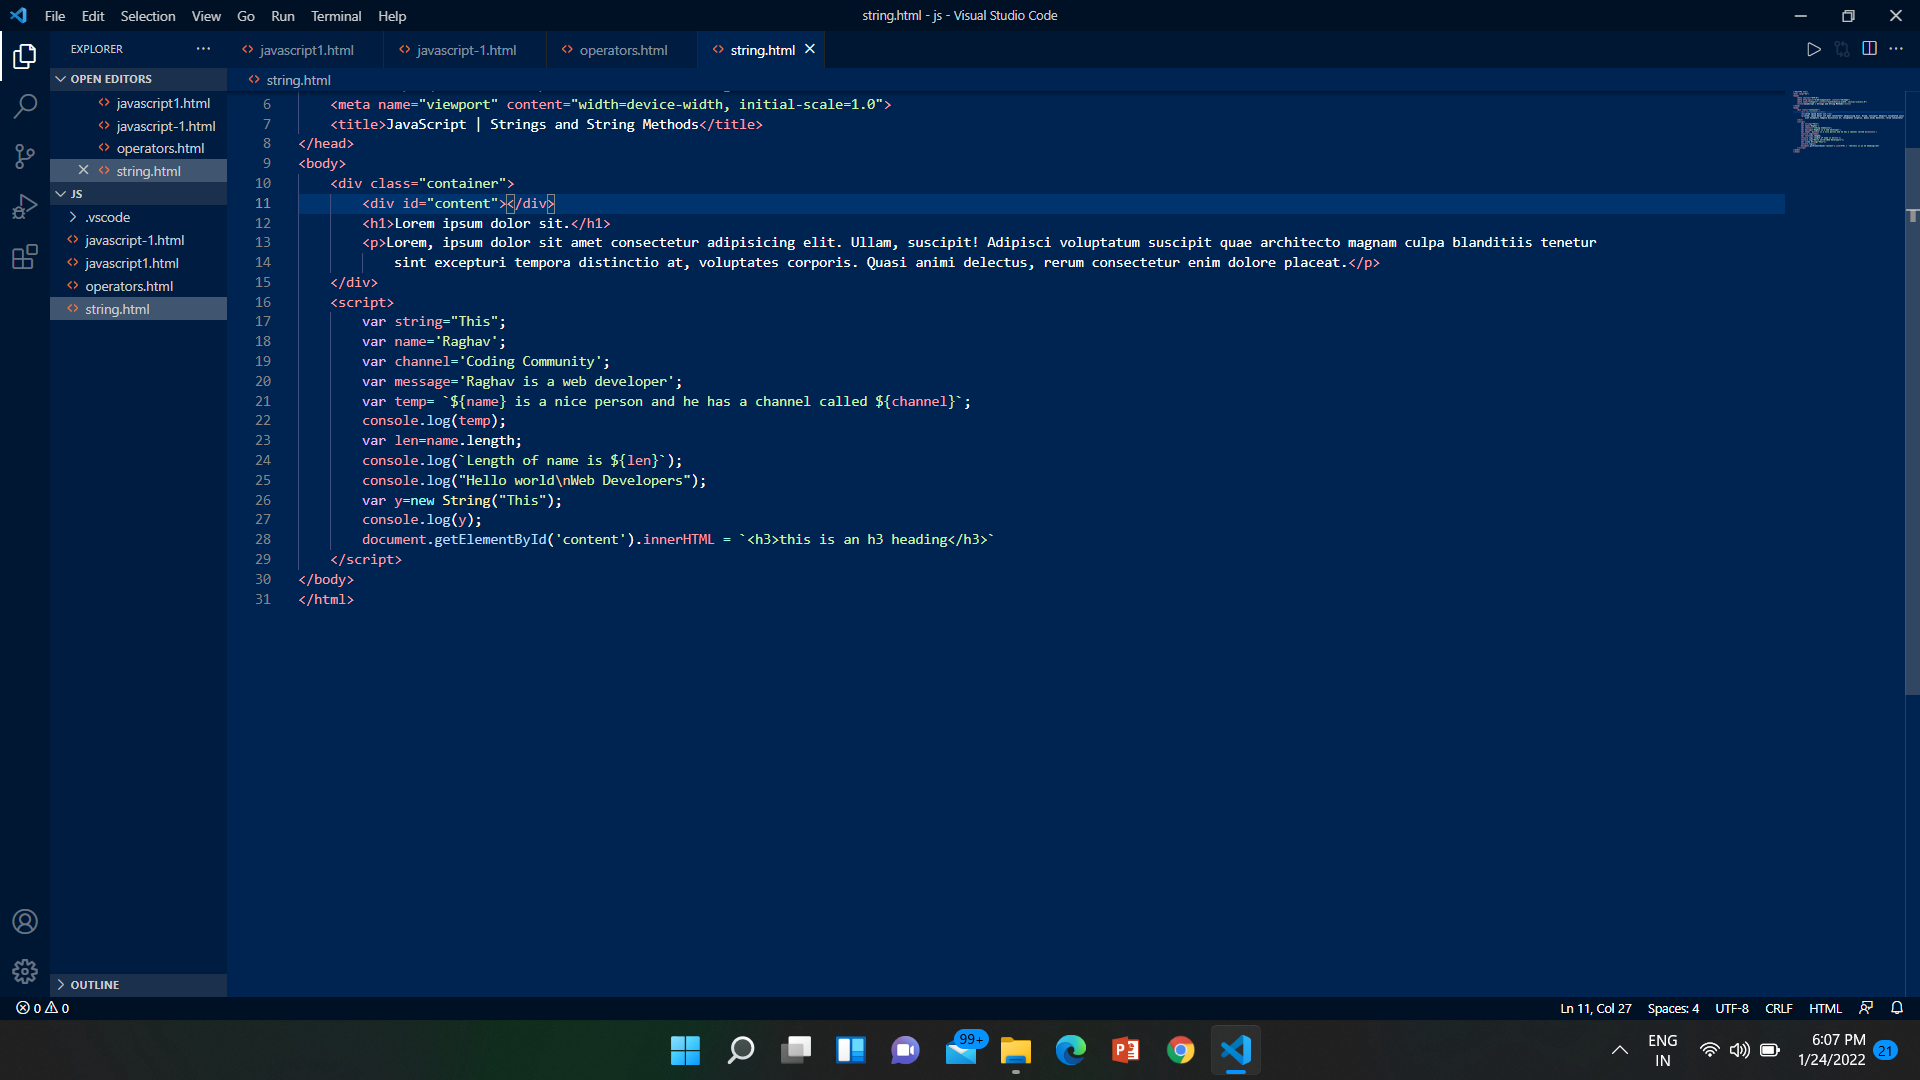 File Edit Selection View Go Run Terminal Help
string.html - js - Visual Studio Code
EXPLORER
javascript1.html
javascript-1.html
operators.html
string.html
OPEN EDITORS
javascript1.html
javascript-1.html
operators.html
string.html
JS
.vscode
javascript-1.html
javascript1.html
operators.html
string.html
OUTLINE
string.html
6 <meta name="viewport" content="width=device-width, initial-scale=1.0">
7 <title>JavaScript | Strings and String Methods</title>
8 </head>
9 <body>
10 <div class="container">
11 <div id="content"></div>
12 <h1>Lorem ipsum dolor sit.</h1>
13 <p>Lorem, ipsum dolor sit amet consectetur adipisicing elit. Ullam, suscipit! Adipisci voluptatum suscipit quae architecto magnam culpa blanditiis tenetur
14 sint excepturi tempora distinctio at, voluptates corporis. Quasi animi delectus, rerum consectetur enim dolore placeat.</p>
15 </div>
16 <script>
17 var string="This";
18 var name='Raghav';
19 var channel='Coding Community';
20 var message='Raghav is a web developer';
21 var temp= `${name} is a nice person and he has a channel called ${channel}`;
22 console.log(temp);
23 var len=name.length;
24 console.log(`Length of name is ${len}`);
25 console.log("Hello world\nWeb Developers");
26 var y=new String("This");
27 console.log(y);
28 document.getElementById('content').innerHTML = `<h3>this is an h3 heading</h3>`
29 </script>
30 </body>
31 </html>
0 0
Ln 11, Col 27 Spaces: 4 UTF-8 CRLF HTML
99+
ENG
IN
6:07 PM
1/24/2022
21